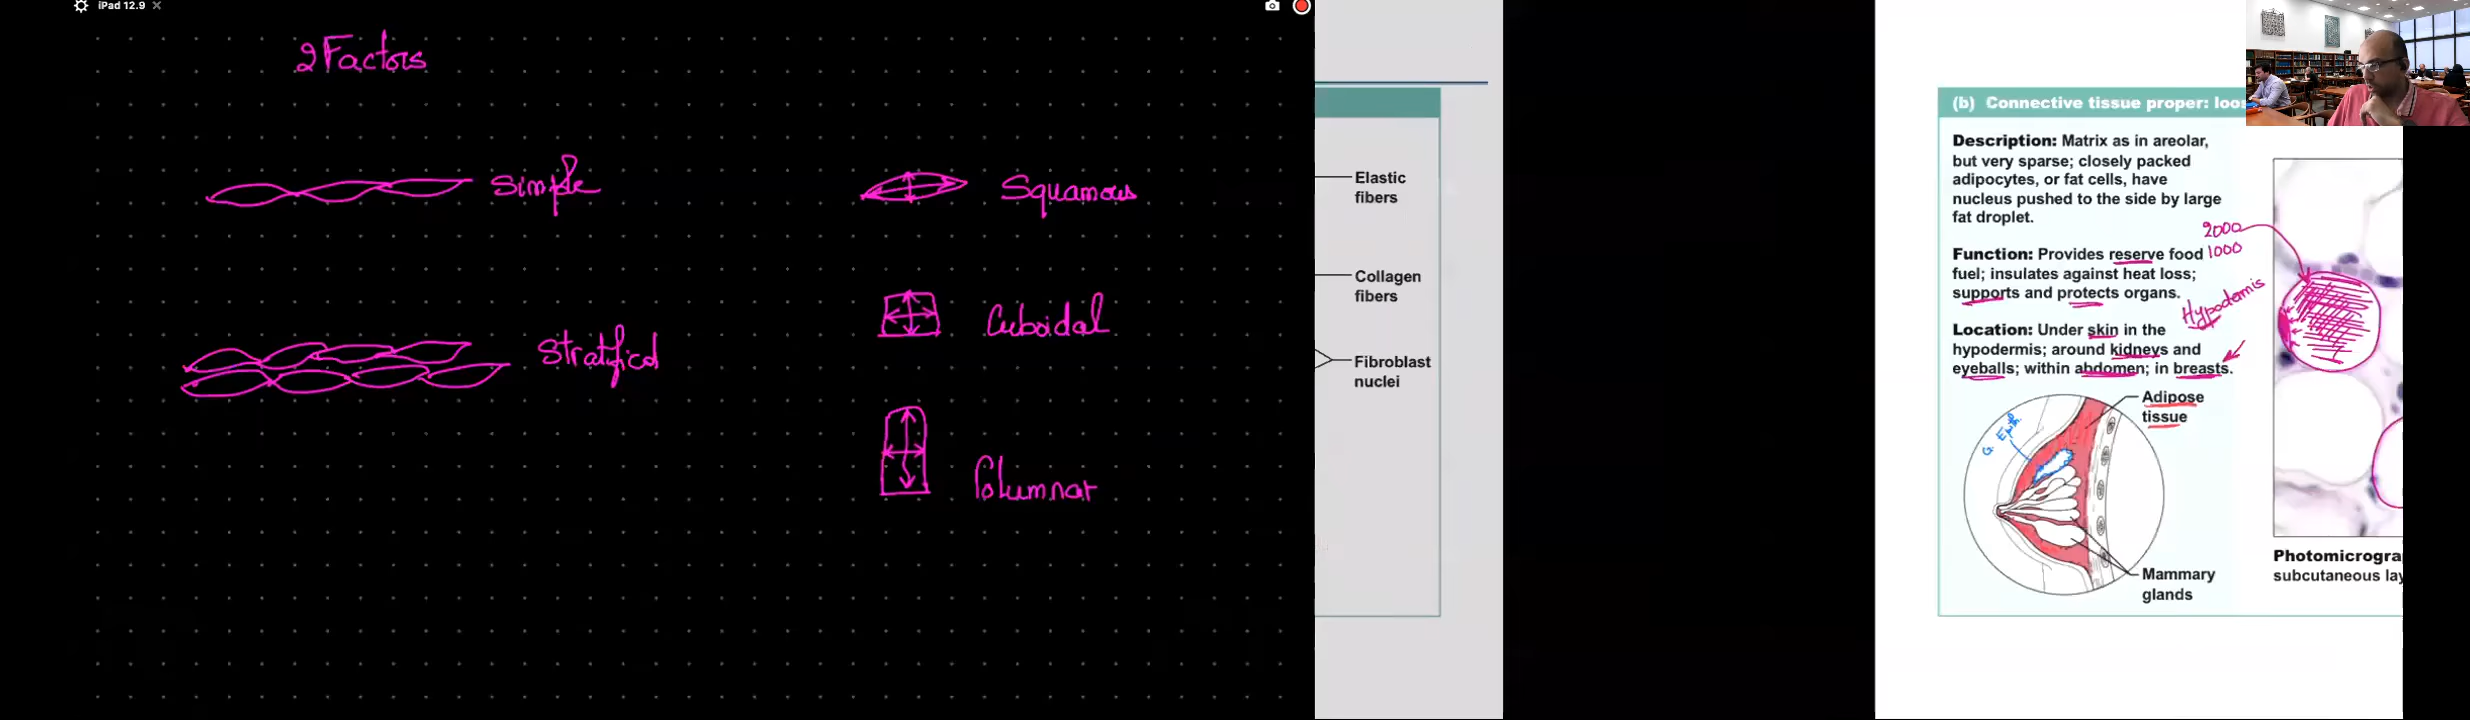 iPad 12.9
2 Factors
Simple
Stratified
Squamous
Cuboidal
Columnar
Elastic
fibers
Collagen
fibers
Fibroblast
nuclei
(b) Connective tissue proper: loo
Description: Matrix as in areolar,
but very sparse; closely packed
adipocytes, or fat cells, have
nucleus pushed to the side by large
fat droplet.
2000
Function: Provides reserve food 1000
fuel; insulates against heat loss;
supports and protects organs.
Hypodermis
Location: Under skin in the
hypodermis; around kidneys and
eyeballs; within abdomen; in breasts.
Adipose
tissue
G. Epith.
Mammary
glands
Photomicrogra
subcutaneous lay